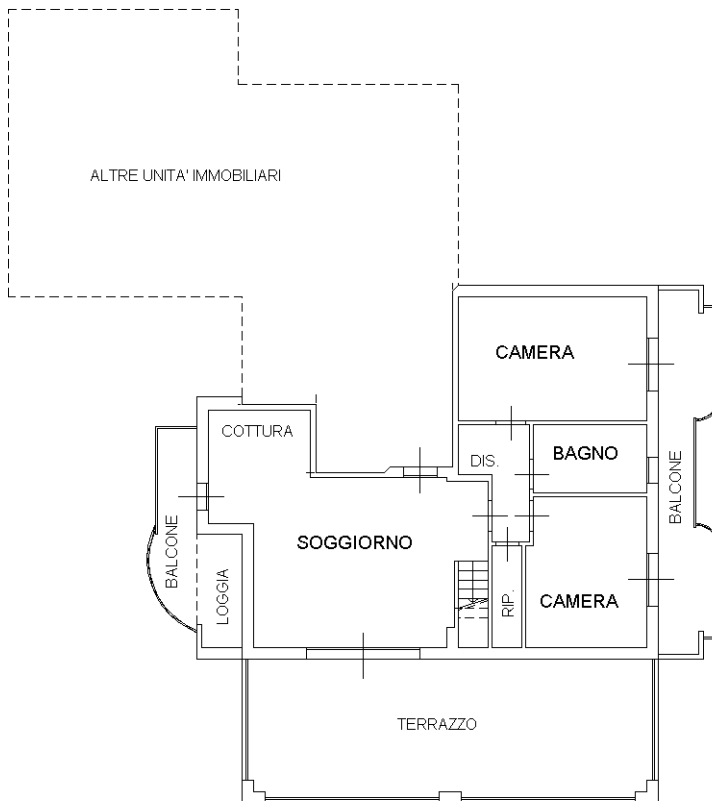 ALTRE UNITA' IMMOBILIARI
CAMERA
COTTURA
DIS.
BAGNO
BALCONE
SOGGIORNO
BALCONE
LOGGIA
RIP.
CAMERA
TERRAZZO